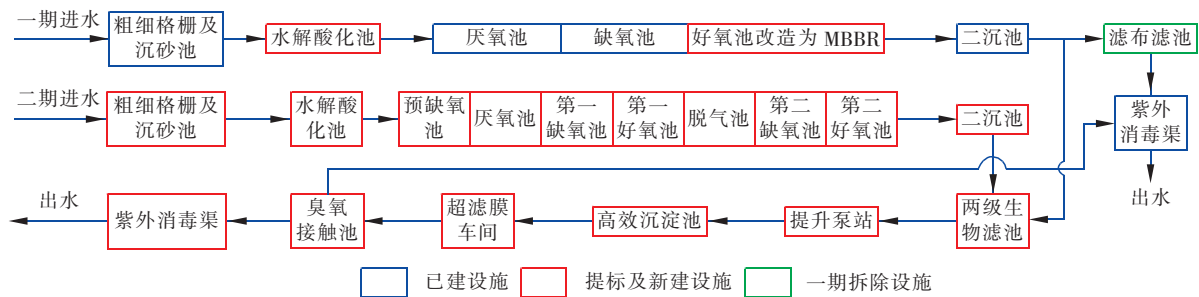 一期进水
粗细格栅及
沉砂池
水解酸化池
厌氧池
缺氧池
好氧池改造为 MBBR
二沉池
滤布滤池
二期进水
粗细格栅及
沉砂池
水解酸
化池
预缺氧
池
厌氧池
第一
缺氧池
第一
好氧池
脱气池
第二
缺氧池
第二
好氧池
二沉池
紫外
消毒渠
出水
出水
紫外消毒渠
臭氧
接触池
超滤膜
车间
高效沉淀池
提升泵站
两级生
物滤池
已建设施
提标及新建设施
一期拆除设施